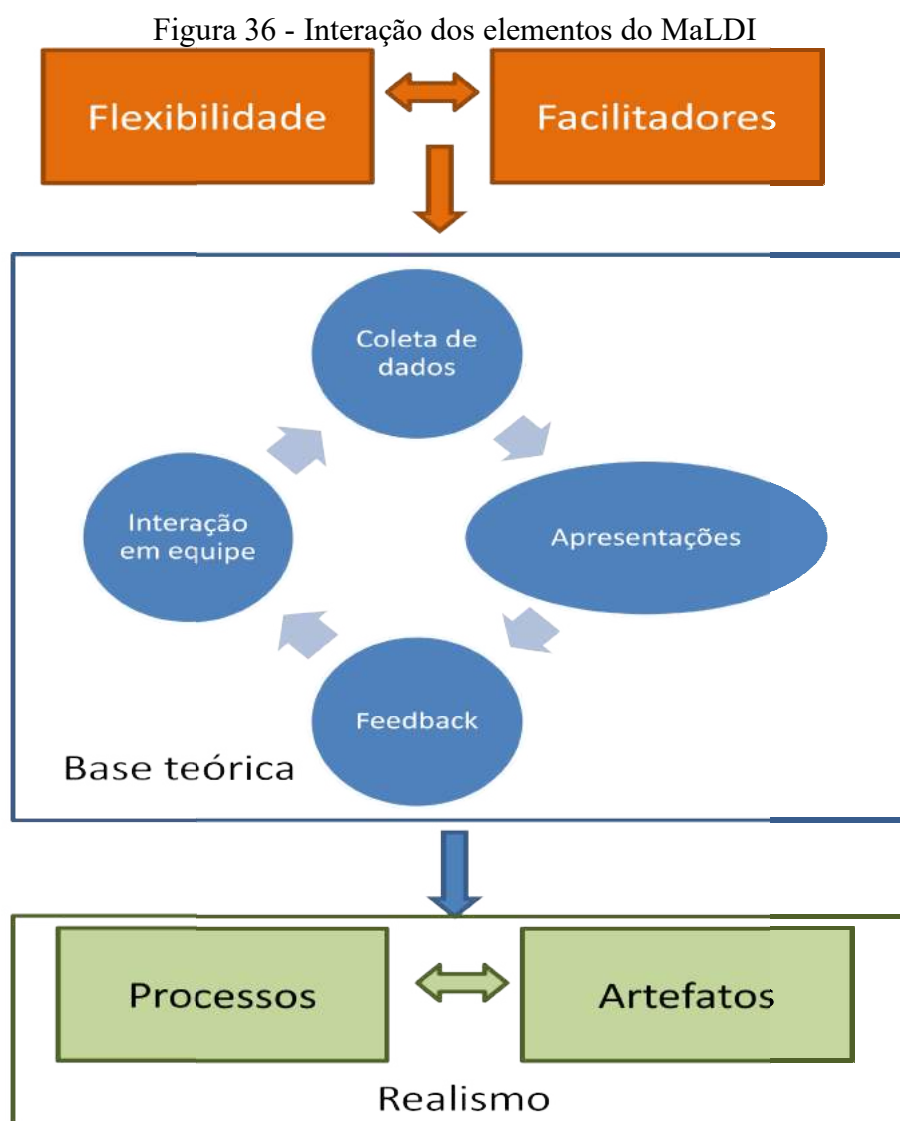 Figura 36 - Interação dos elementos do MaLDI
Flexibilidade
Facilitadores
Coleta de
dados
Interação
em equipe
Apresentações
Feedback
Base teórica
Processos
Artefatos
Realismo